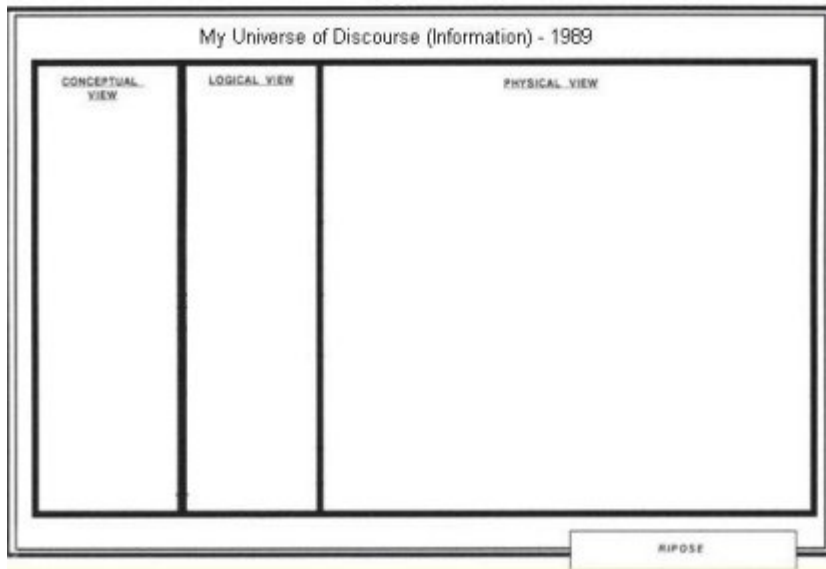 My Universe of Discourse (Information) - 1989
CONCEPTUAL
VIEW
LOGICAL VIEW
PHYSICAL VIEW
RIPOSE